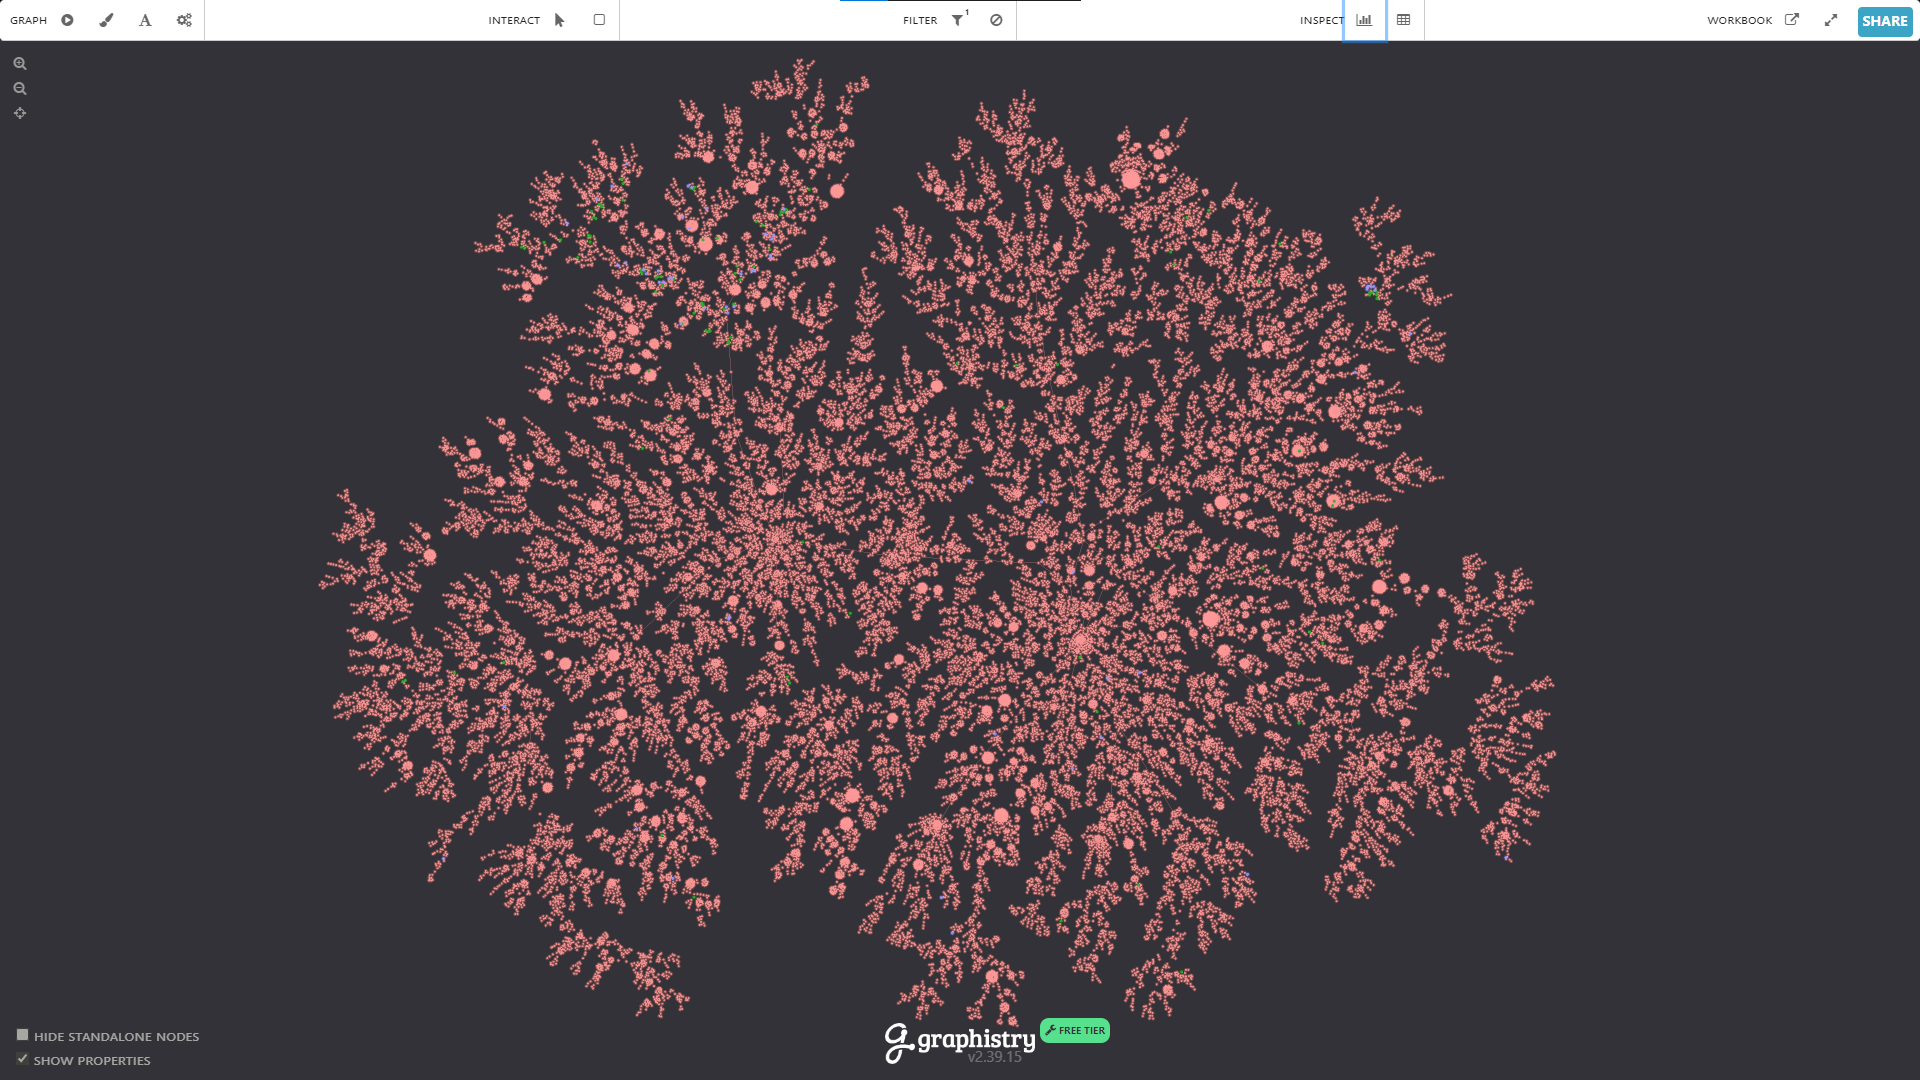 GRAPH
INTERACT
FILTER 1
INSPECT
WORKBOOK
SHARE
HIDE STANDALONE NODES
SHOW PROPERTIES
graphistry
FREE TIER
v2.39.15